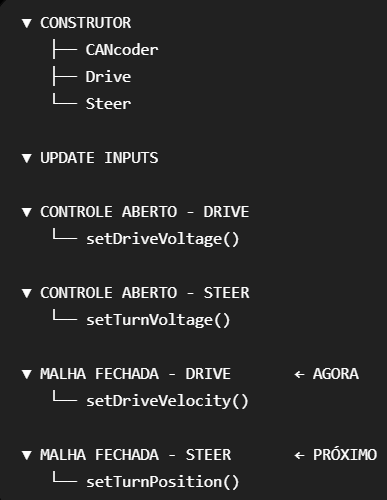 ▼ CONSTRUTOR
├── CANcoder
├── Drive
└── Steer
▼ UPDATE INPUTS
▼ CONTROLE ABERTO - DRIVE
└── setDriveVoltage()
▼ CONTROLE ABERTO - STEER
└── setTurnVoltage()
▼ MALHA FECHADA - DRIVE ← AGORA
└── setDriveVelocity()
▼ MALHA FECHADA - STEER ← PRÓXIMO
└── setTurnPosition()